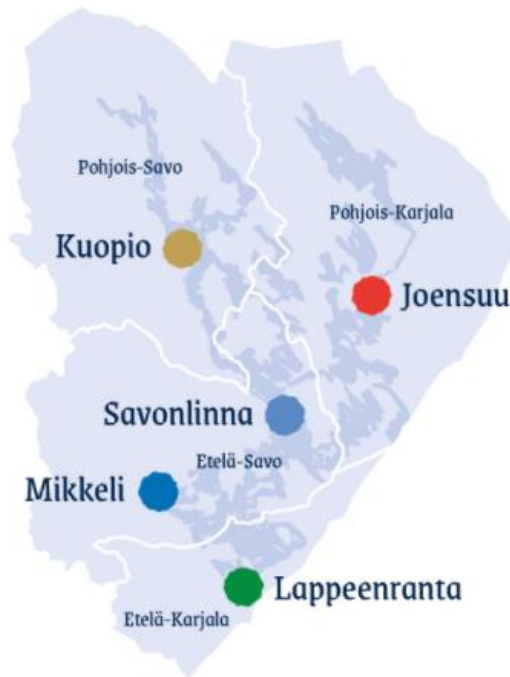 Pohjois-Savo
Pohjois-Karjala
Kuopio
Joensuu
Savonlinna
Etelä-Savo
Mikkeli
Lappeenranta
Etelä-Karjala